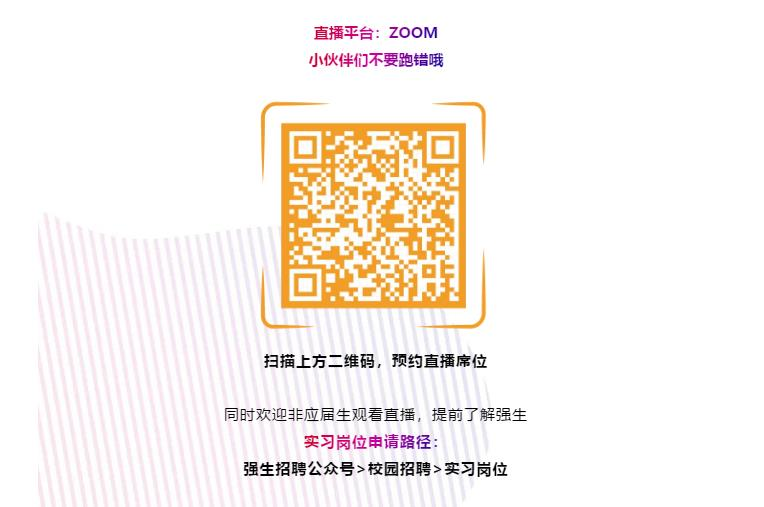 直播平台：ZOOM
小伙伴们不要跑错哦
扫描上方二维码，预约直播席位
同时欢迎非应届生观看直播，提前了解强生
实习岗位申请路径：
强生招聘公众号>校园招聘>实习岗位